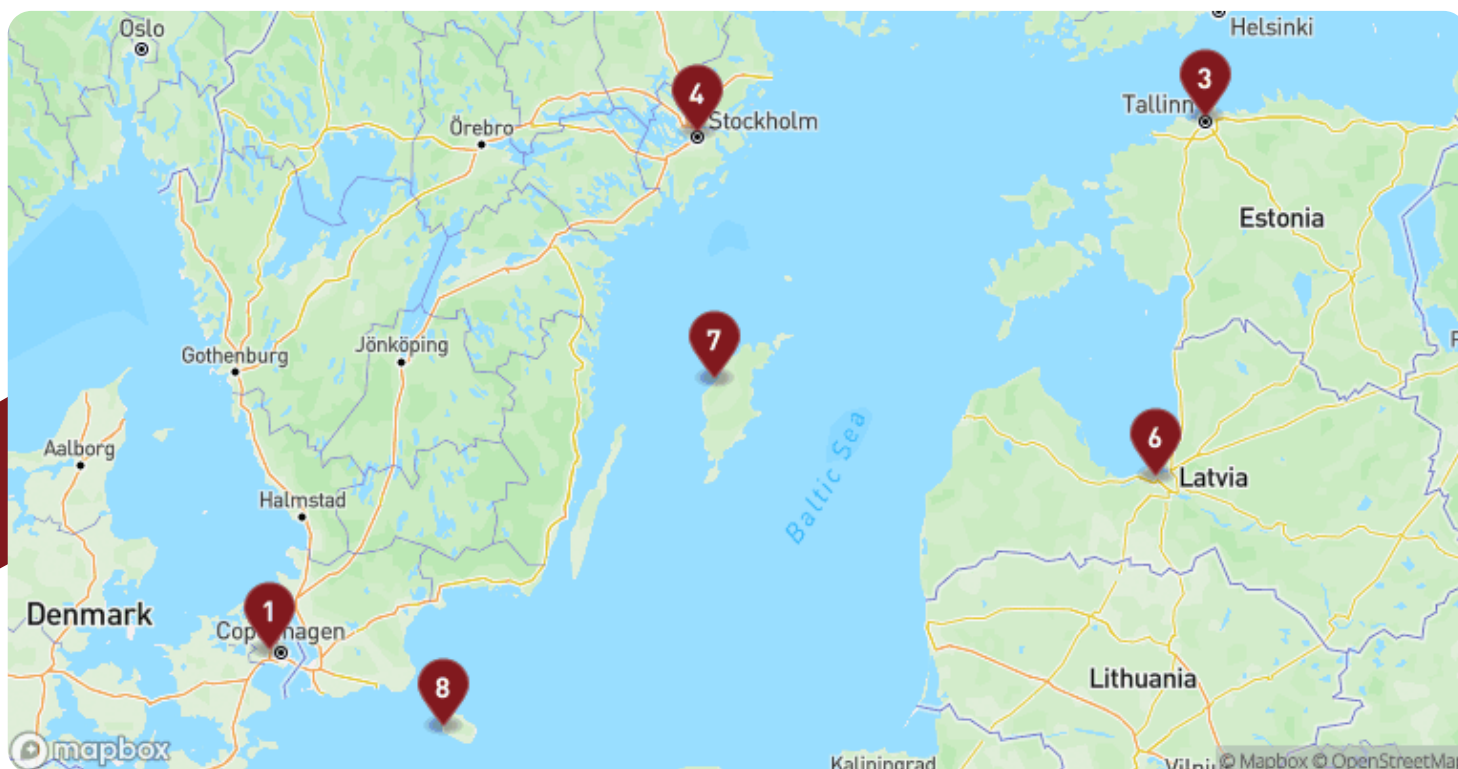 Oslo
Helsinki
3
4
Tallinn
Stockholm
Örebro
Estonia
7
Jönköping
Gothenburg
6
Aalborg
Baltic Sea
Latvia
Halmstad
1
Denmark
Copenhagen
8
Lithuania
mapbox
Kaliningrad
© Mapbox © OpenStreetMap